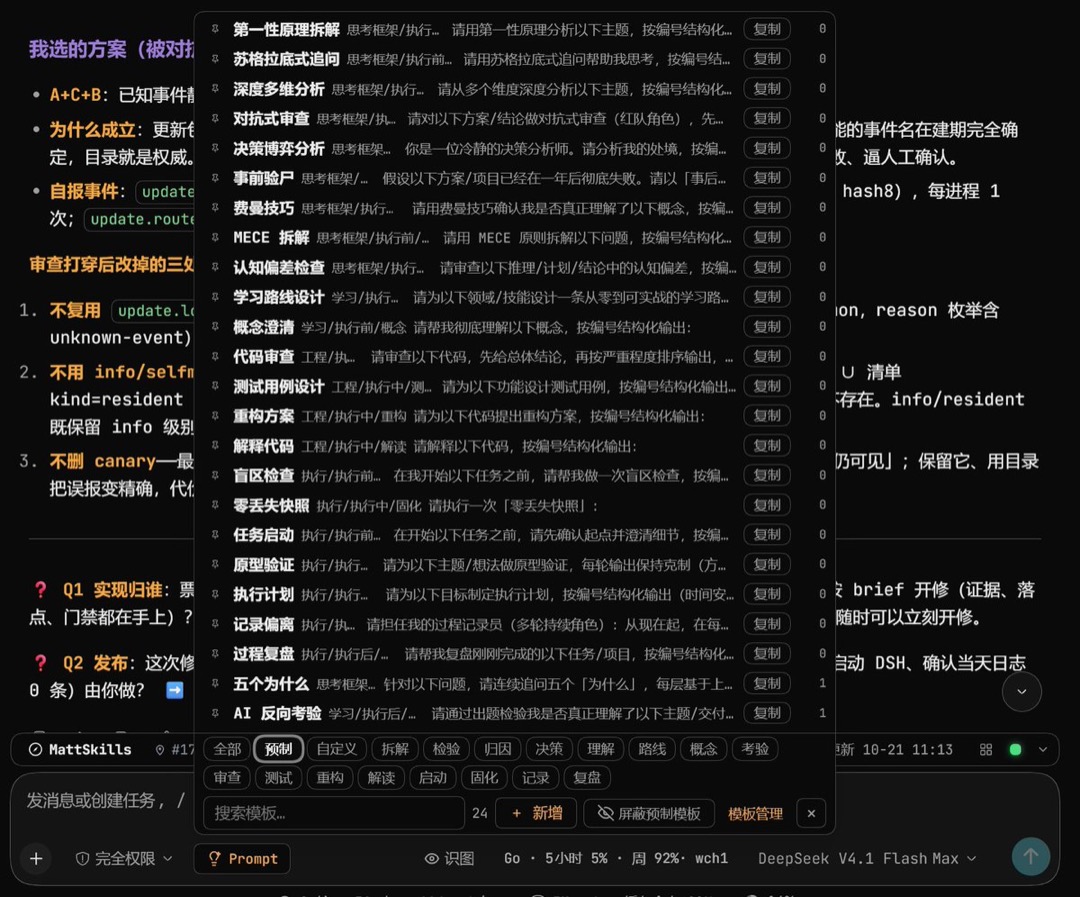 我选的方案（被对抗
• A+C+B：已知事件
• 为什么成立：更新 能的事件名在建期完全确
定，目录就是权威。 逼人工确认。
• 自报事件： update hash8），每进程 1
次； update.route
审查打穿后改掉的三处
1. 不复用 update.lo on, reason 枚举含
unknown-event)
2. 不用 info/selfm ∪ 清单
kind=resident 不存在。info/resident
既保留 info 级别
3. 不删 canary——最 仍可见」；保留它、用目录
把误报变精确，代价
❓ Q1 实现归谁：票 按 brief 开修（证据、落
点、门禁都在手上）？ 随时可以立刻开修。
❓ Q2 发布：这次修 启动 DSH、确认当天日志
0 条）由你做？ ➡
第一性原理拆解 思考框架/执行… 请用第一性原理分析以下主题，按编号结构化… 复制 0
苏格拉底式追问 思考框架/执行前… 请用苏格拉底式追问帮助我思考，按编号结… 复制 0
深度多维分析 思考框架/执行… 请从多个维度深度分析以下主题，按编号结构化… 复制 0
对抗式审查 思考框架/执… 请对以下方案/结论做对抗式审查（红队角色），先… 复制 0
决策博弈分析 思考框架… 你是一位冷静的决策分析师。请分析我的处境，按编… 复制 0
事前验尸 思考框架/… 假设以下方案/项目已经在一年后彻底失败。请以「事后… 复制 0
费曼技巧 思考框架/执行… 请用费曼技巧确认我是否真正理解了以下概念，按编… 复制 0
MECE 拆解 思考框架/执行前/… 请用 MECE 原则拆解以下问题，按编号结构化… 复制 0
认知偏差检查 思考框架/执行… 请审查以下推理/计划/结论中的认知偏差，按编… 复制 0
学习路线设计 学习/执行… 请为以下领域/技能设计一条从零到可实战的学习路… 复制 0
概念澄清 学习/执行前/概念 请帮我彻底理解以下概念，按编号结构化输出： 复制 0
代码审查 工程/执… 请审查以下代码，先给总体结论，再按严重程度排序输出，… 复制 0
测试用例设计 工程/执行中/测… 请为以下功能设计测试用例，按编号结构化输出… 复制 0
重构方案 工程/执行中/重构 请为以下代码提出重构方案，按编号结构化输出： 复制 0
解释代码 工程/执行中/解读 请解释以下代码，按编号结构化输出： 复制 0
盲区检查 执行/执行前… 在我开始以下任务之前，请帮我做一次盲区检查，按编… 复制 0
零丢失快照 执行/执行中/固化 请执行一次「零丢失快照」： 复制 0
任务启动 执行/执行前… 在开始以下任务之前，请先确认起点并澄清细节，按编… 复制 0
原型验证 执行/执行… 请为以下主题/想法做原型验证，每轮输出保持克制（方… 复制 0
执行计划 执行/执行… 请为以下目标制定执行计划，按编号结构化输出（时间安… 复制 0
记录偏离 执行/执… 请担任我的过程记录员（多轮持续角色）：从现在起，在每… 复制 0
过程复盘 执行/执行后/… 请帮我复盘刚刚完成的以下任务/项目，按编号结构化… 复制 0
五个为什么 思考框架… 针对以下问题，请连续追问五个「为什么」，每层基于上… 复制 1
AI 反向考验 学习/执行后/… 请通过出题检验我是否真正理解了以下主题/交付… 复制 1
MattSkills #17 全部 预制 自定义 拆解 检验 归因 决策 理解 路线 概念 考验 更新 10-21 11:13
审查 测试 重构 解读 启动 固化 记录 复盘
发消息或创建任务，/ 搜索模板… 24 + 新增 屏蔽预制模板 模板管理 ×
+ 完全权限 Prompt 识图 Go · 5小时 5% · 周 92%· wch1 DeepSeek V4.1 Flash Max